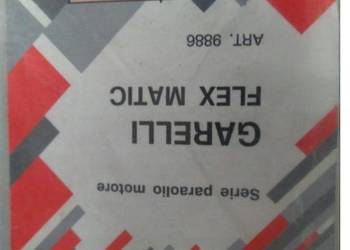 Serie paraolio motore
GARELLI
FLEX MATIC
ART. 9886